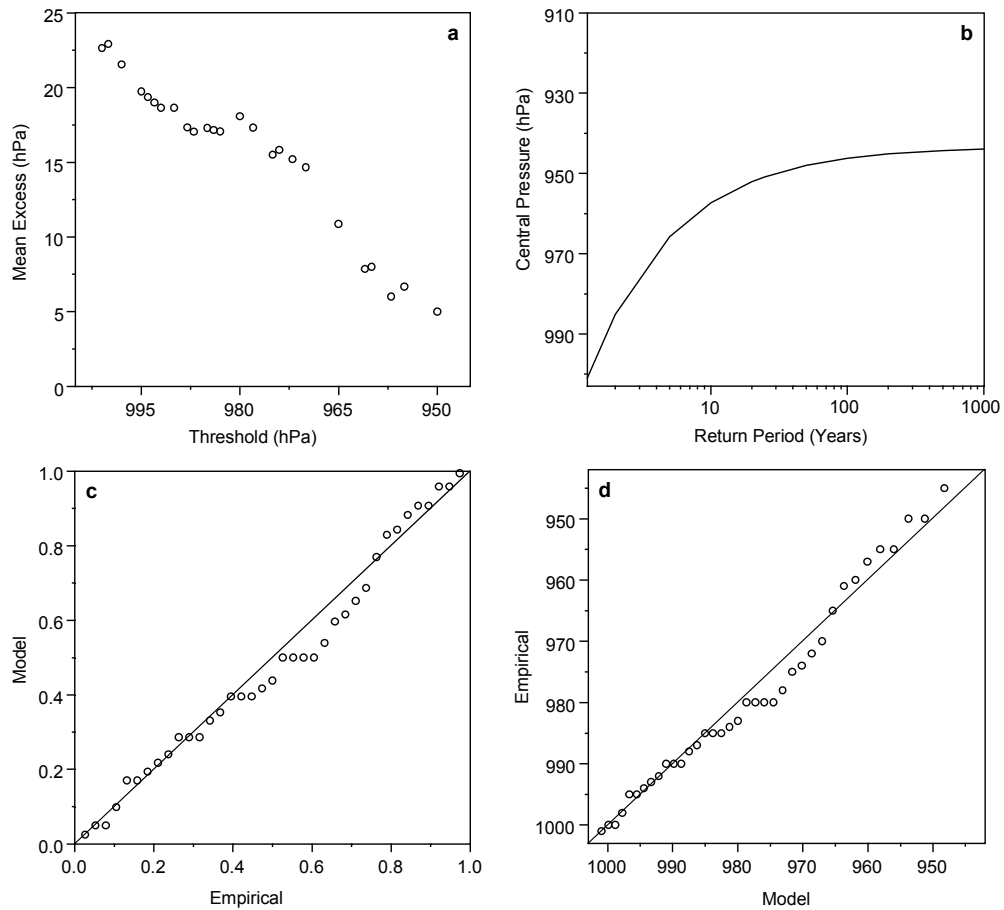 a
25
20
15
10
5
0
Mean Excess (hPa)
995 980 965 950
Threshold (hPa)
b
910
930
950
970
990
Central Pressure (hPa)
10 100 1000
Return Period (Years)
c
1.0
0.8
0.6
0.4
0.2
0.0
Model
0.0 0.2 0.4 0.6 0.8 1.0
Empirical
d
950
960
970
980
990
1000
Empirical
1000 990 980 970 960 950
Model